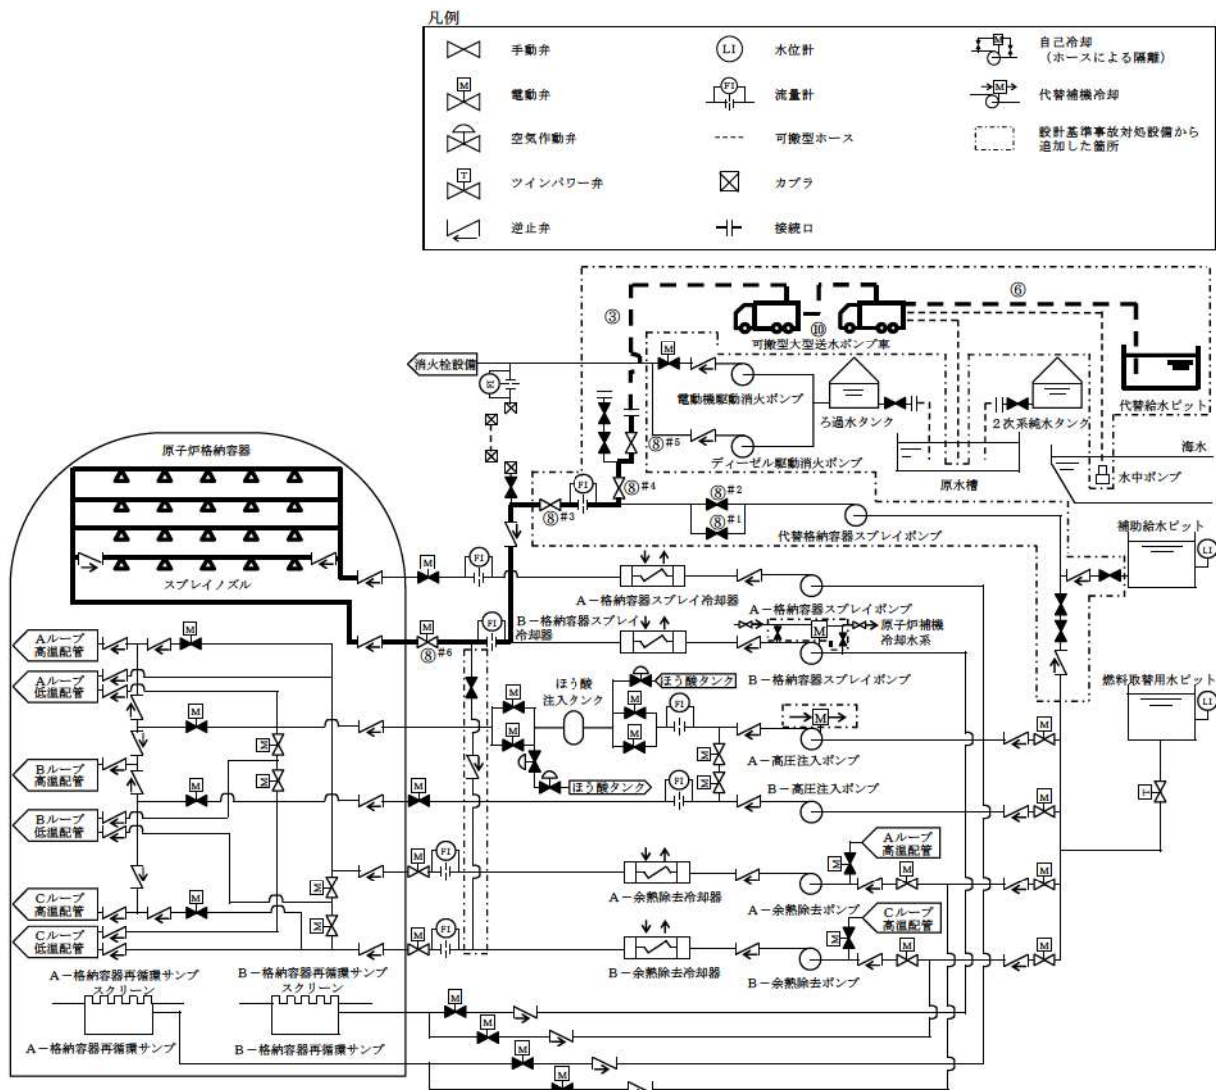 凡例
手動弁
電動弁
空気作動弁
ツインパワー弁
逆止弁
水位計
流量計
可搬型ホース
カプラ
接続口
自己冷却
(ホースによる隔離)
代替補機冷却
設計基準事故対処設備から
追加した箇所
M
T
LI
FI
M
M
③
⑥
⑩
可搬型大型送水ポンプ車
消火栓設備
M
FI
電動機駆動消火ポンプ
ろ過水タンク
2次系純水タンク
代替給水ピット
⑧#5
ディーゼル駆動消火ポンプ
原水槽
水中ポンプ
海水
原子炉格納容器
FI
⑧#4
⑧#2
⑧#3
⑧#1
代替格納容器スプレイポンプ
補助給水ピット
LI
スプレイノズル
M
FI
A-格納容器スプレイ冷却器
A-格納容器スプレイポンプ
B-格納容器スプレイ
冷却器
原子炉補機
冷却水系
M
FI
⑧#6
M
B-格納容器スプレイポンプ
Aループ
高温配管
M
Aループ
低温配管
ほう酸
注入タンク
ほう酸タンク
燃料取替用水ピット
LI
M
M
M
M
FI
M
M
M
M
A-高圧注入ポンプ
M
Bループ
高温配管
M
M
M
ほう酸タンク
FI
M
B-高圧注入ポンプ
M
T
Bループ
低温配管
M
FI
Aループ
高温配管
M
M
M
M
A-余熱除去冷却器
A-余熱除去ポンプ
Cループ
高温配管
M
M
Cループ
低温配管
M
FI
Cループ
高温配管
M
M
M
B-余熱除去冷却器
B-余熱除去ポンプ
A-格納容器再循環サンプ
スクリーン
B-格納容器再循環サンプ
スクリーン
M
M
A-格納容器再循環サンプ
B-格納容器再循環サンプ
M
M